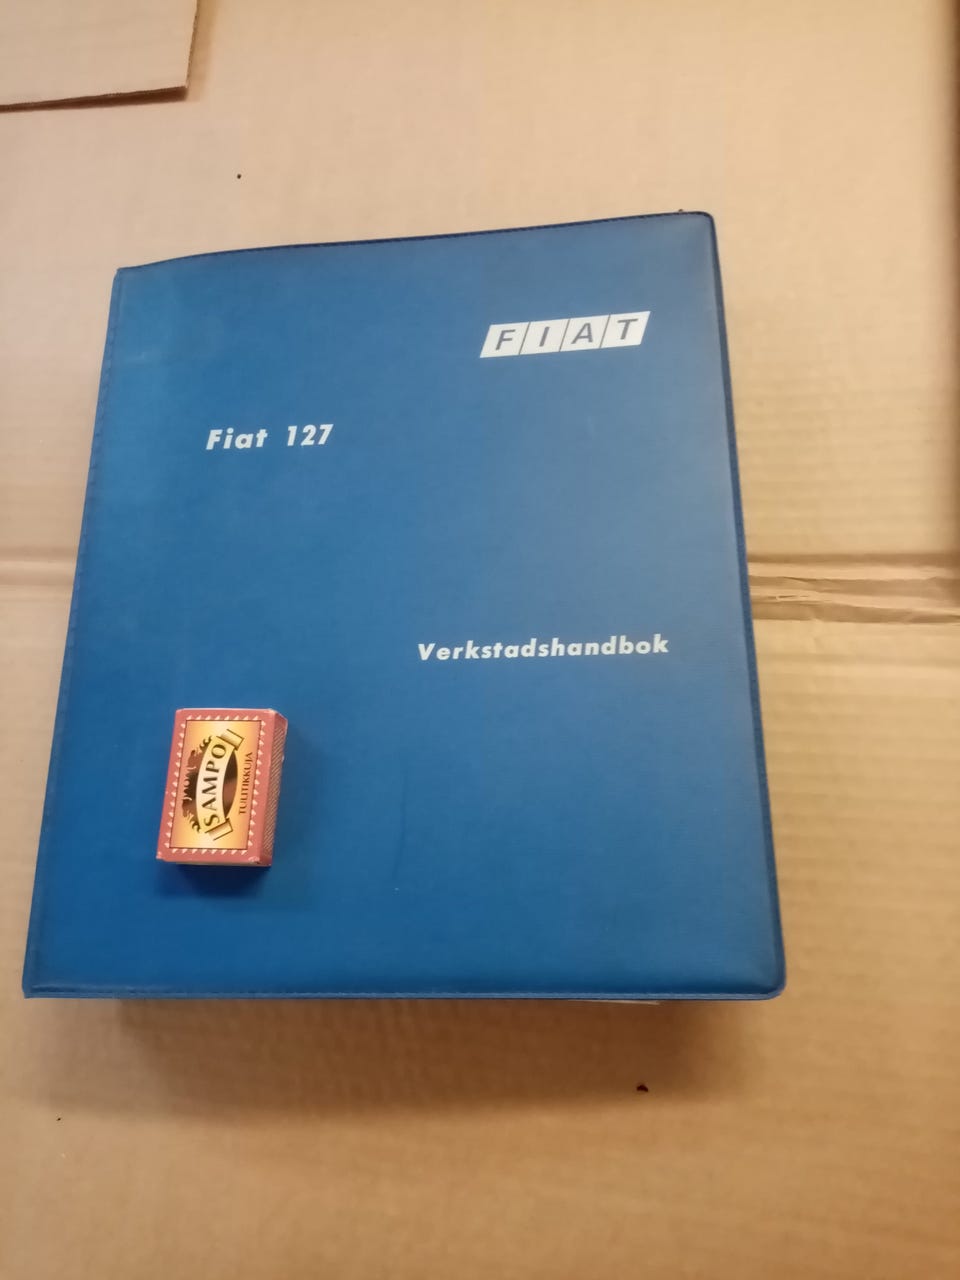 FIAT
Fiat 127
Verkstadshandbok
SAMPO
TULITIKKUJA